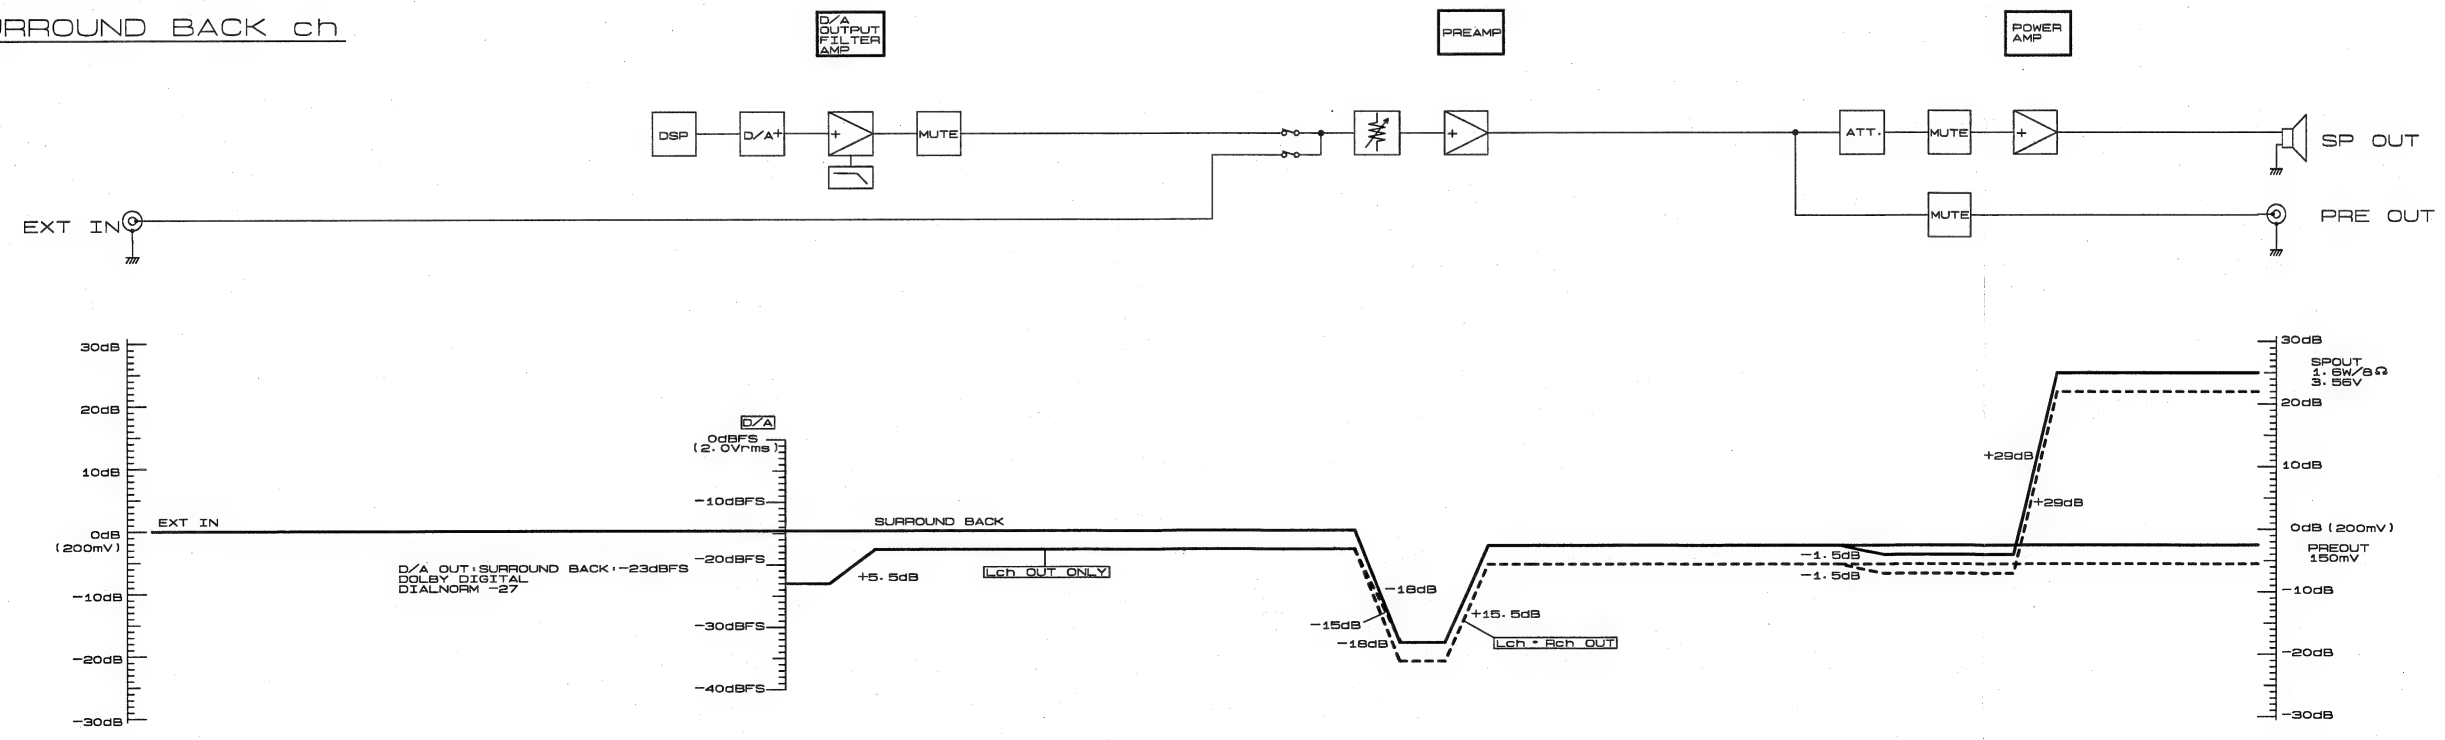 URROUND BACK ch
D/A
OUTPUT
FILTER
AMP
PREAMP
POWER
AMP
DSP
D/A+
+
MUTE
+
ATT.
MUTE
+
SP OUT
MUTE
PRE OUT
EXT IN
30dB
20dB
10dB
0dB
(200mV)
-10dB
-20dB
-30dB
EXT IN
D/A
0dBFS
(2.0Vrms)
-10dBFS
-20dBFS
-30dBFS
-40dBFS
D/A OUT:SURROUND BACK:-23dBFS
DOLBY DIGITAL
DIALNORM -27
SURROUND BACK
+5.5dB
Lch OUT ONLY
-18dB
-15dB
-18dB
+15.5dB
Lch・Rch OUT
-1.5dB
-1.5dB
+29dB
+29dB
30dB
SPOUT
1.6W/8Ω
3.56V
20dB
10dB
0dB (200mV)
PREOUT
150mV
-10dB
-20dB
-30dB